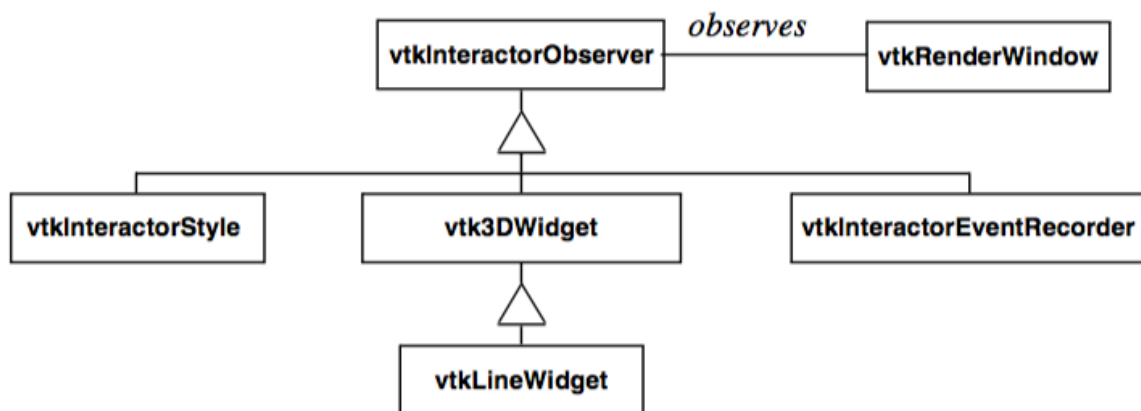 observes
vtkInteractorObserver
vtkRenderWindow
vtkInteractorStyle
vtk3DWidget
vtkInteractorEventRecorder
vtkLineWidget